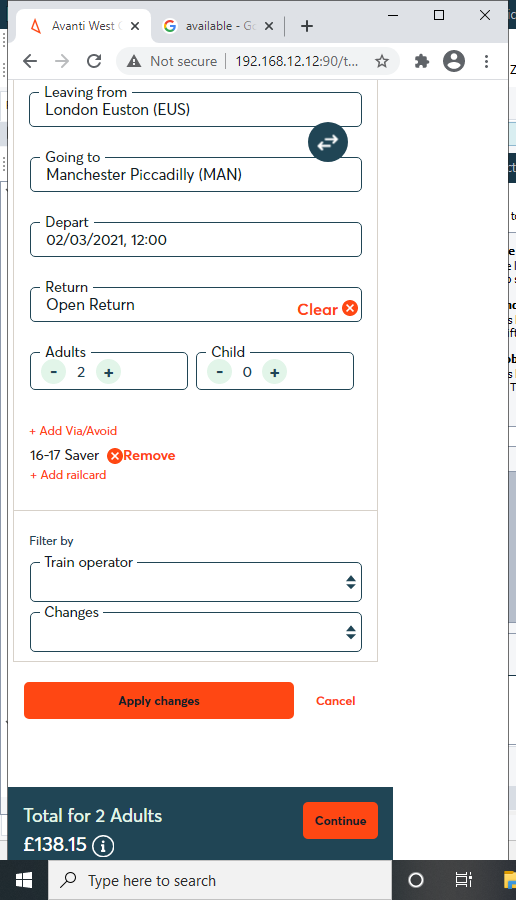 Avanti West C
available - Go
Not secure
192.168.12.12:90/t...
Leaving from
London Euston (EUS)
Going to
Manchester Piccadilly (MAN)
Depart
02/03/2021, 12:00
Return
Open Return
Clear
Adults
Child
- 2 +
- 0 +
+ Add Via/Avoid
16-17 Saver Remove
+ Add railcard
Filter by
Train operator
Changes
Apply changes
Cancel
Total for 2 Adults
£138.15
Continue
Type here to search